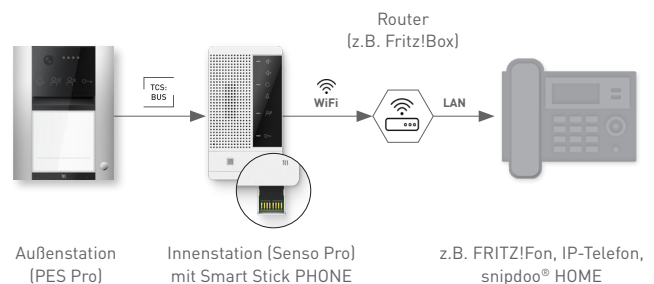 Router
(z.B. Fritz!Box)
TCS:
BUS
WiFi
LAN
Außenstation
(PES Pro)
Innenstation (Senso Pro)
mit Smart Stick PHONE
z.B. FRITZ!Fon, IP-Telefon,
snipdoo® HOME